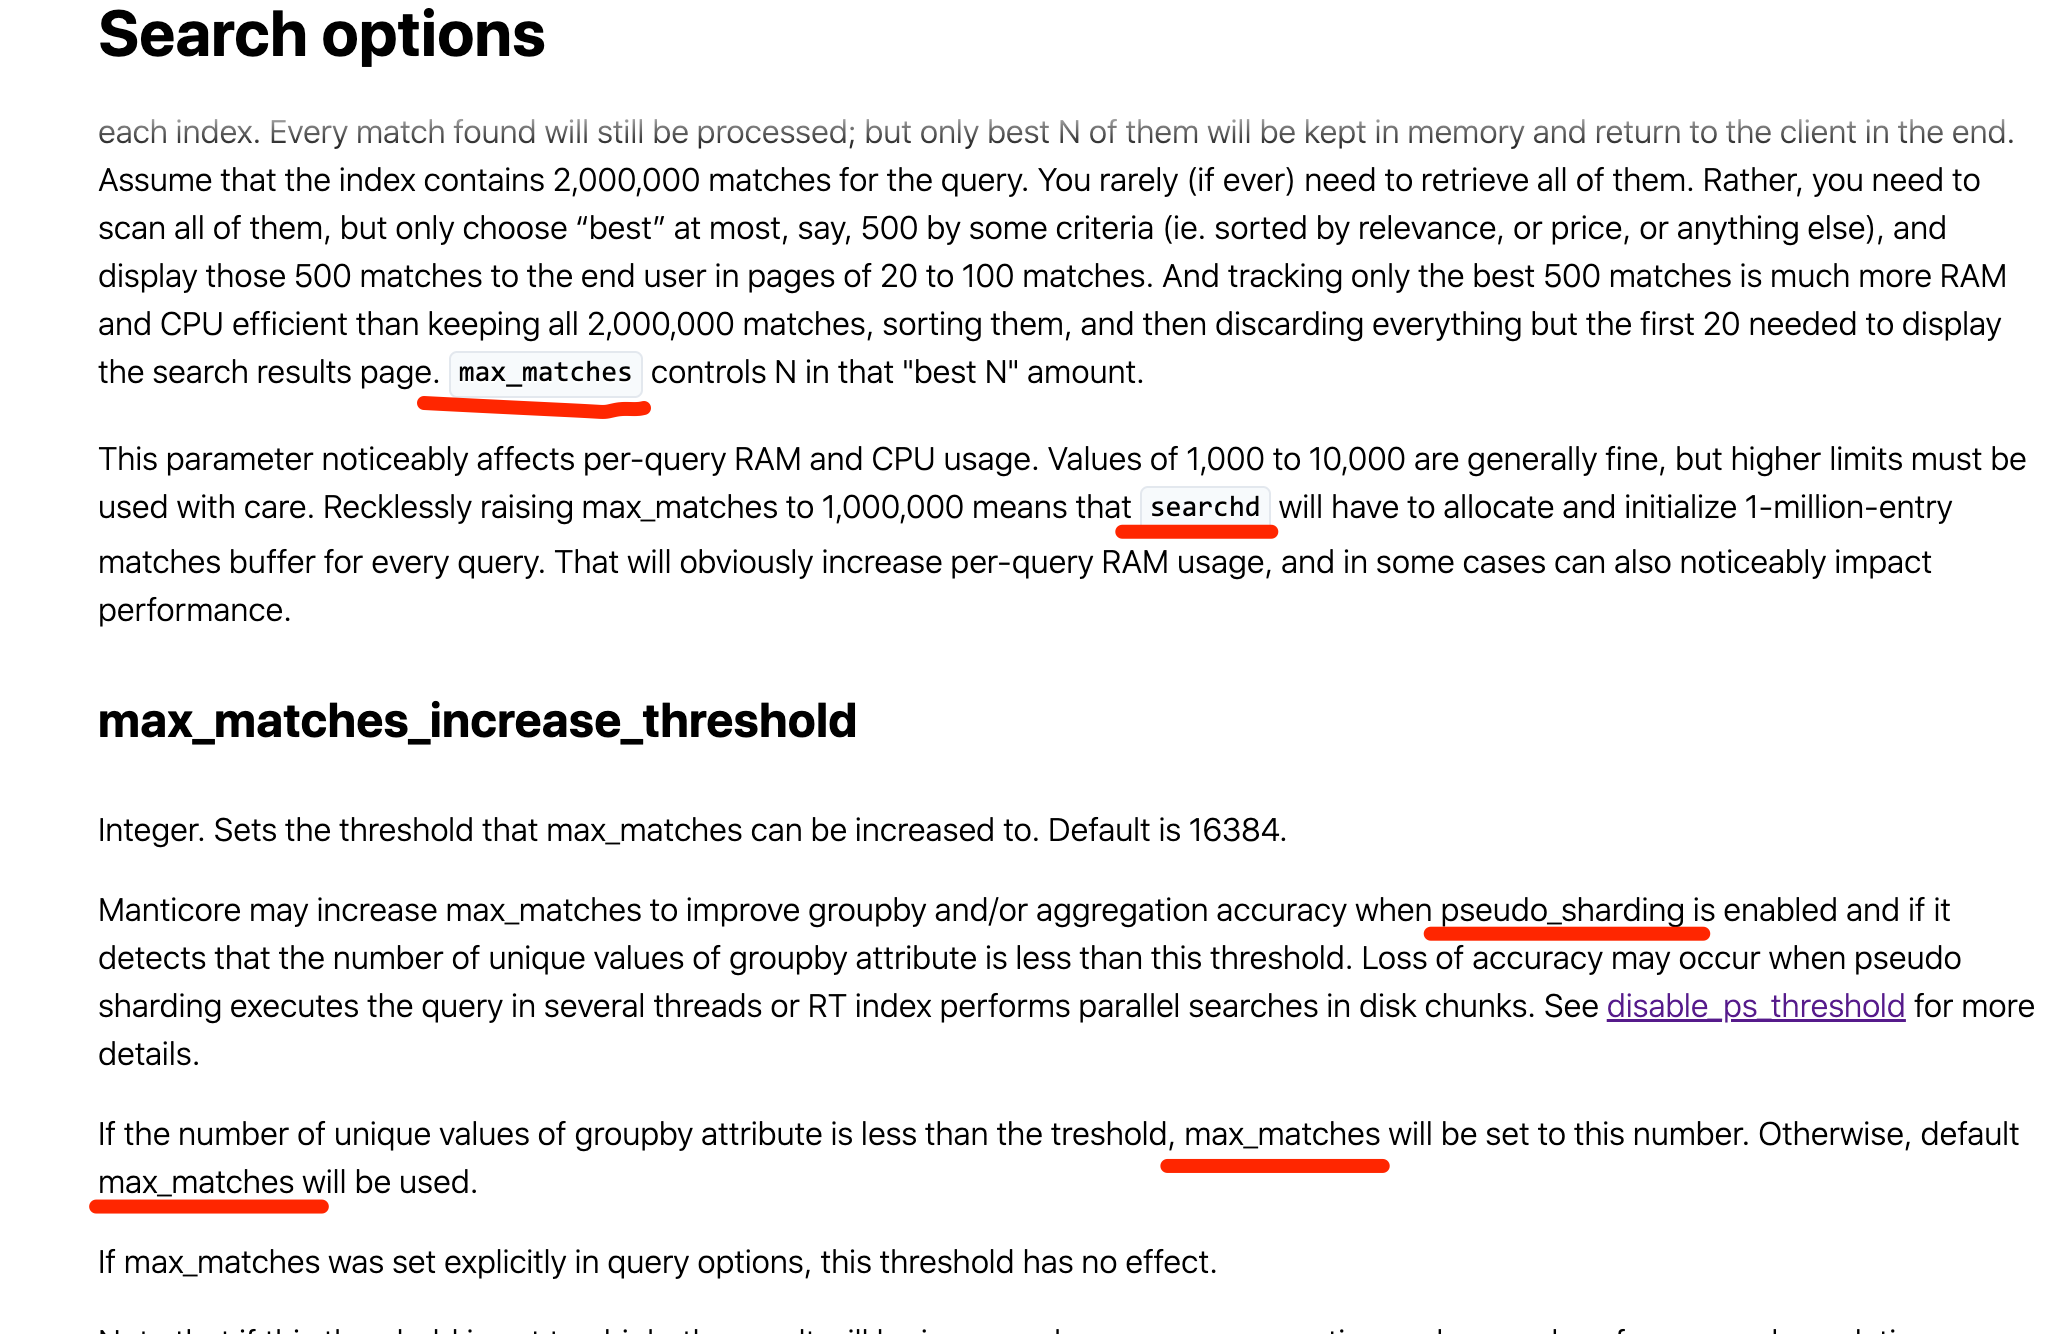 Search options
each index. Every match found will still be processed; but only best N of them will be kept in memory and return to the client in the end.
Assume that the index contains 2,000,000 matches for the query. You rarely (if ever) need to retrieve all of them. Rather, you need to
scan all of them, but only choose “best” at most, say, 500 by some criteria (ie. sorted by relevance, or price, or anything else), and
display those 500 matches to the end user in pages of 20 to 100 matches. And tracking only the best 500 matches is much more RAM
and CPU efficient than keeping all 2,000,000 matches, sorting them, and then discarding everything but the first 20 needed to display
the search results page. max_matches controls N in that "best N" amount.
This parameter noticeably affects per-query RAM and CPU usage. Values of 1,000 to 10,000 are generally fine, but higher limits must be
used with care. Recklessly raising max_matches to 1,000,000 means that searchd will have to allocate and initialize 1-million-entry
matches buffer for every query. That will obviously increase per-query RAM usage, and in some cases can also noticeably impact
performance.
max_matches_increase_threshold
Integer. Sets the threshold that max_matches can be increased to. Default is 16384.
Manticore may increase max_matches to improve groupby and/or aggregation accuracy when pseudo_sharding is enabled and if it
detects that the number of unique values of groupby attribute is less than this threshold. Loss of accuracy may occur when pseudo
sharding executes the query in several threads or RT index performs parallel searches in disk chunks. See disable_ps_threshold for more
details.
If the number of unique values of groupby attribute is less than the treshold, max_matches will be set to this number. Otherwise, default
max_matches will be used.
If max_matches was set explicitly in query options, this threshold has no effect.